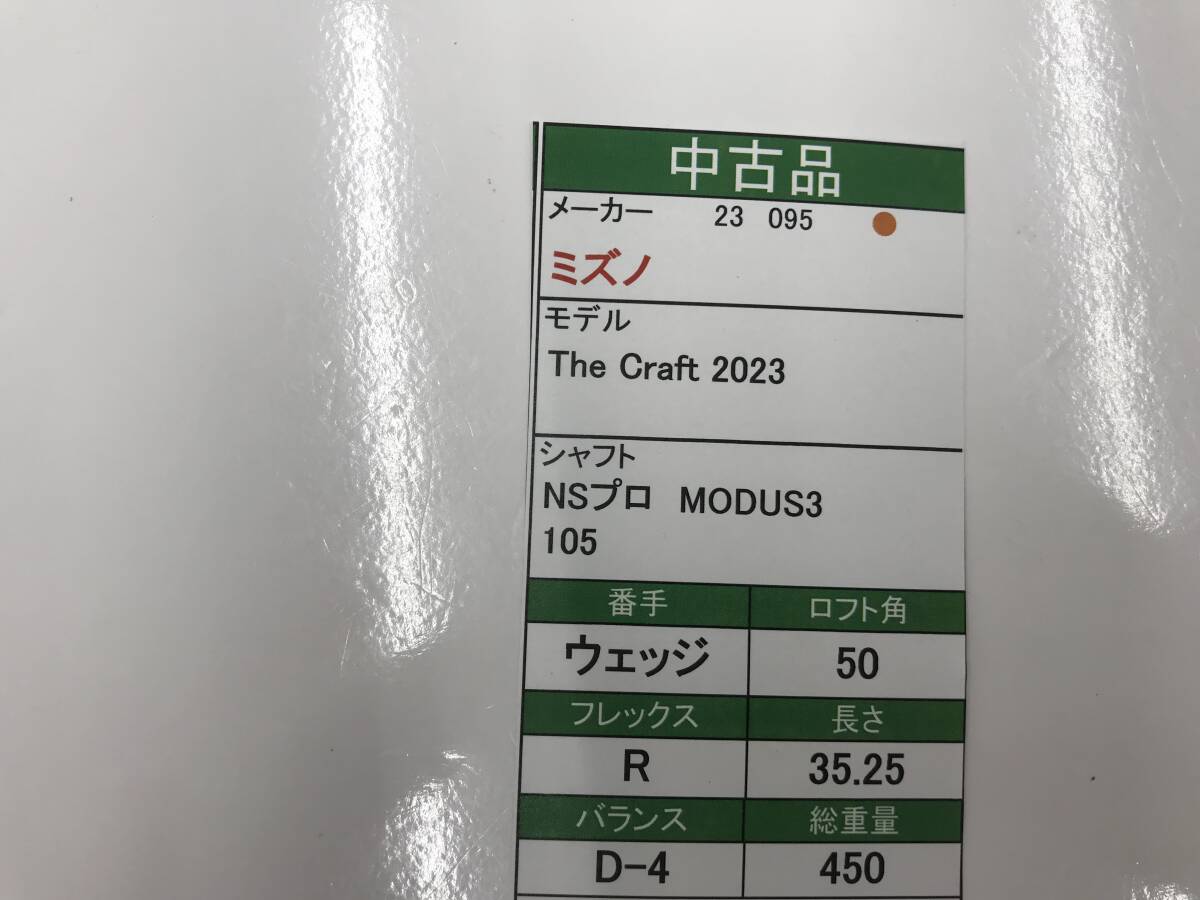 中古品
メーカー 23 095
ミズノ
モデル
The Craft 2023
シャフト
NSプロ MODUS3
105
番手 ロフト角
ウェッジ 50
フレックス 長さ
R 35.25
バランス 総重量
D-4 450